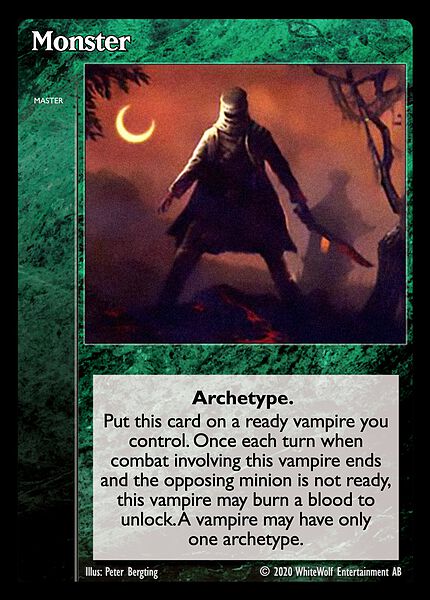 Monster
MASTER
Archetype.
Put this card on a ready vampire you
control. Once each turn when
combat involving this vampire ends
and the opposing minion is not ready,
this vampire may burn a blood to
unlock. A vampire may have only
one archetype.
Illus: Peter Bergting
© 2020 WhiteWolf Entertainment AB